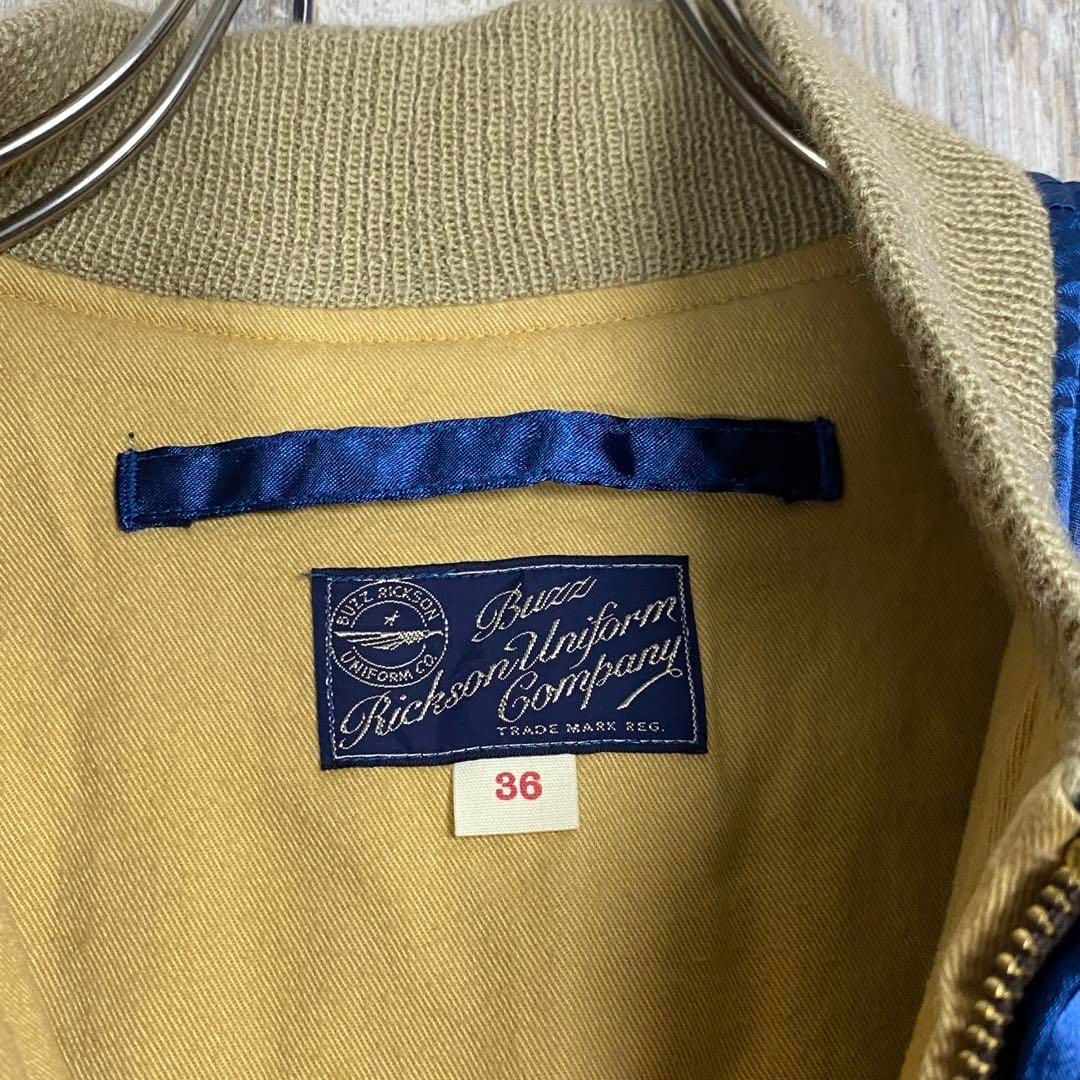 BUZZ RICKSON
UNIFORM CO.
Buzz
Rickson Uniform
Company
TRADE MARK REG.
36